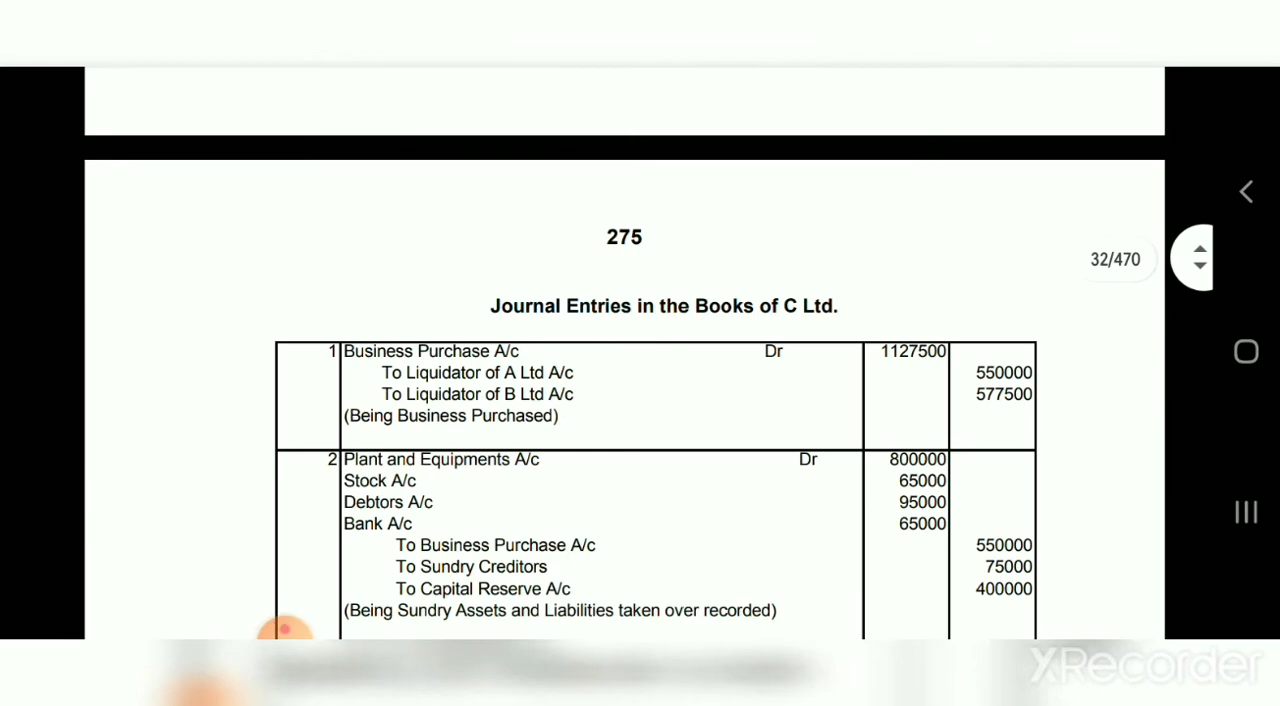 275
32/470
Journal Entries in the Books of C Ltd.
1 Business Purchase A/c Dr 1127500
To Liquidator of A Ltd A/c 550000
To Liquidator of B Ltd A/c 577500
(Being Business Purchased)
2 Plant and Equipments A/c Dr 800000
Stock A/c 65000
Debtors A/c 95000
Bank A/c 65000
To Business Purchase A/c 550000
To Sundry Creditors 75000
To Capital Reserve A/c 400000
(Being Sundry Assets and Liabilities taken over recorded)
XRecorder